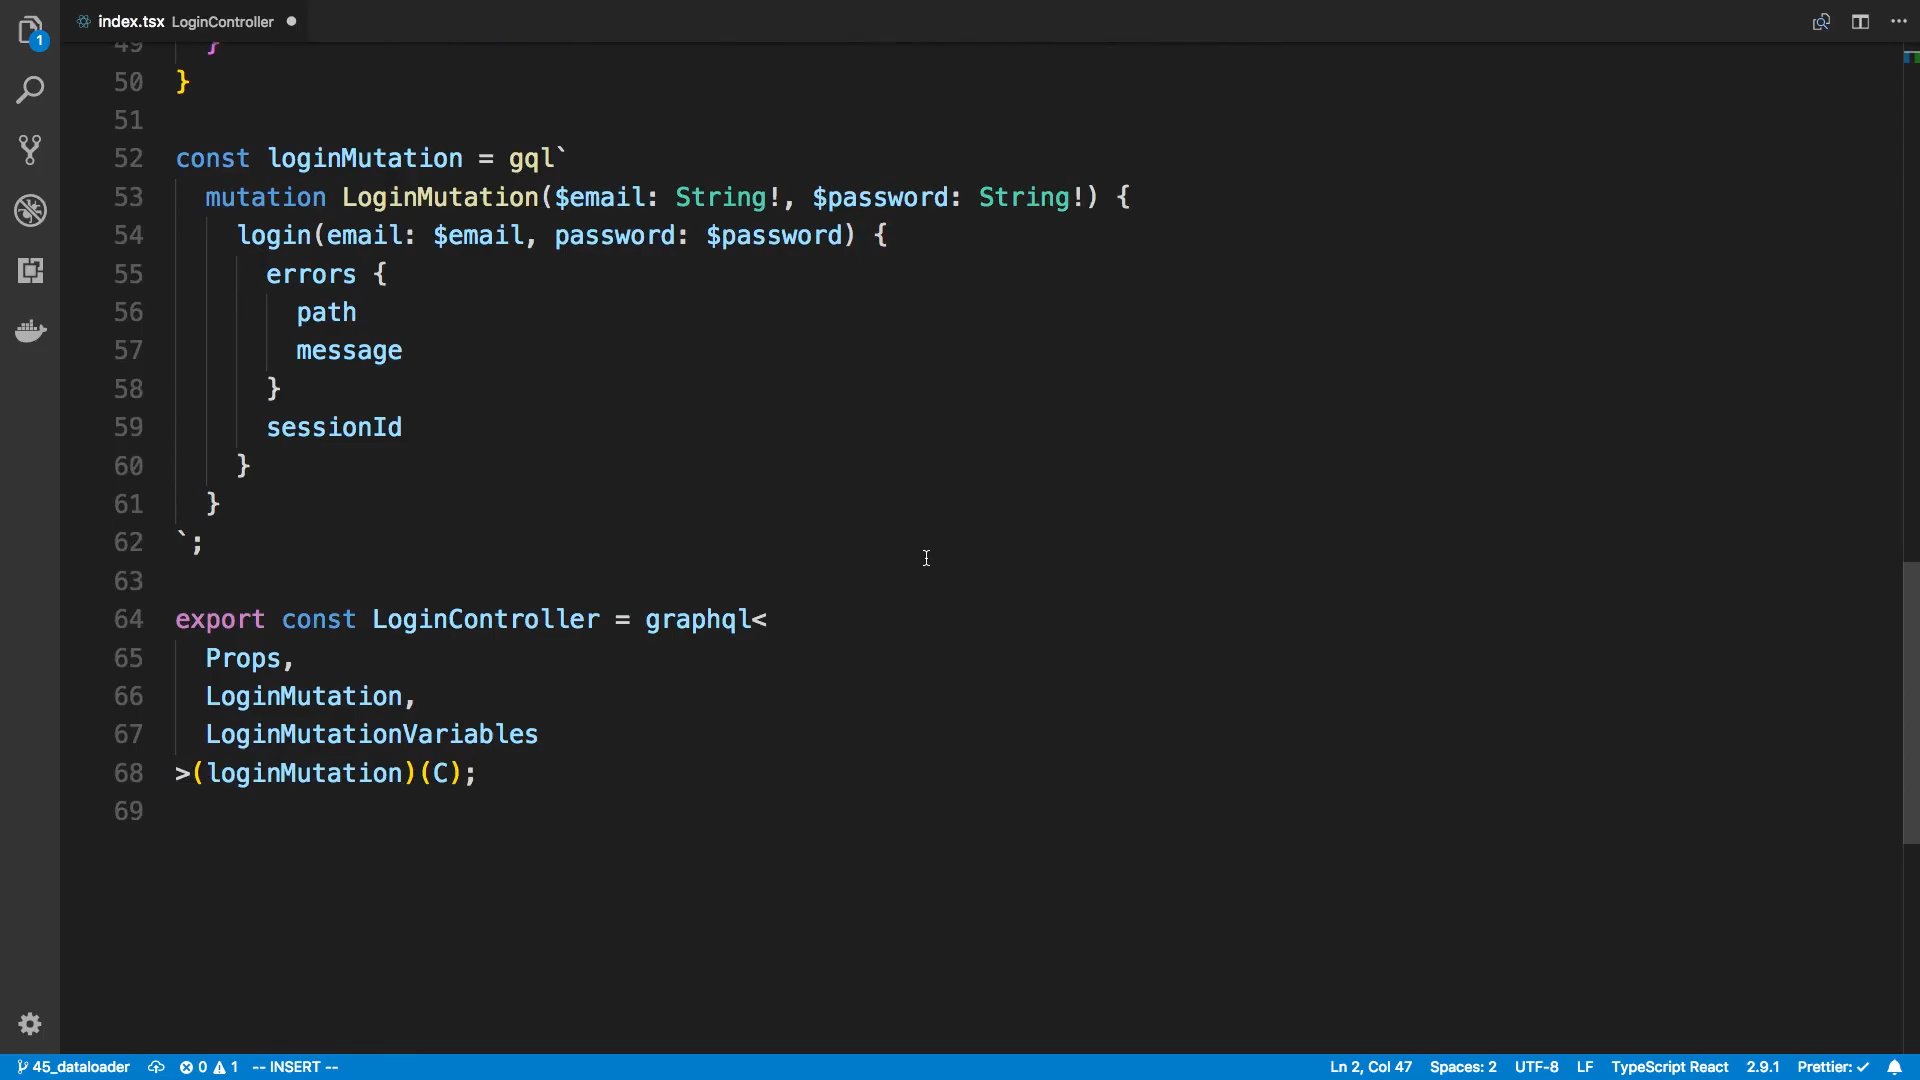 index.tsx LoginController
1
49 }
50 }
51
52 const loginMutation = gql`
53 mutation LoginMutation($email: String!, $password: String!) {
54 login(email: $email, password: $password) {
55 errors {
56 path
57 message
58 }
59 sessionId
60 }
61 }
62 `;
63
64 export const LoginController = graphql<
65 Props,
66 LoginMutation,
67 LoginMutationVariables
68 >(loginMutation)(C);
69
45_dataloader 0 1 -- INSERT -- Ln 2, Col 47 Spaces: 2 UTF-8 LF TypeScript React 2.9.1 Prettier: ✓